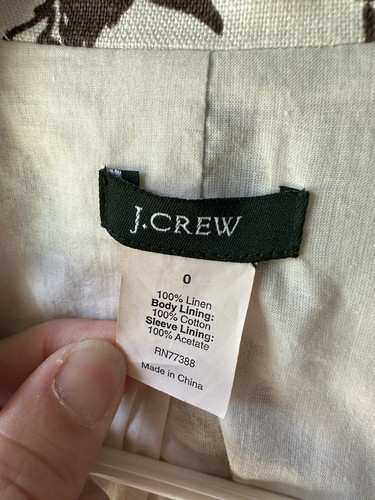 J.CREW
0
100% Linen
Body Lining:
100% Cotton
Sleeve Lining:
100% Acetate
RN77388
Made in China